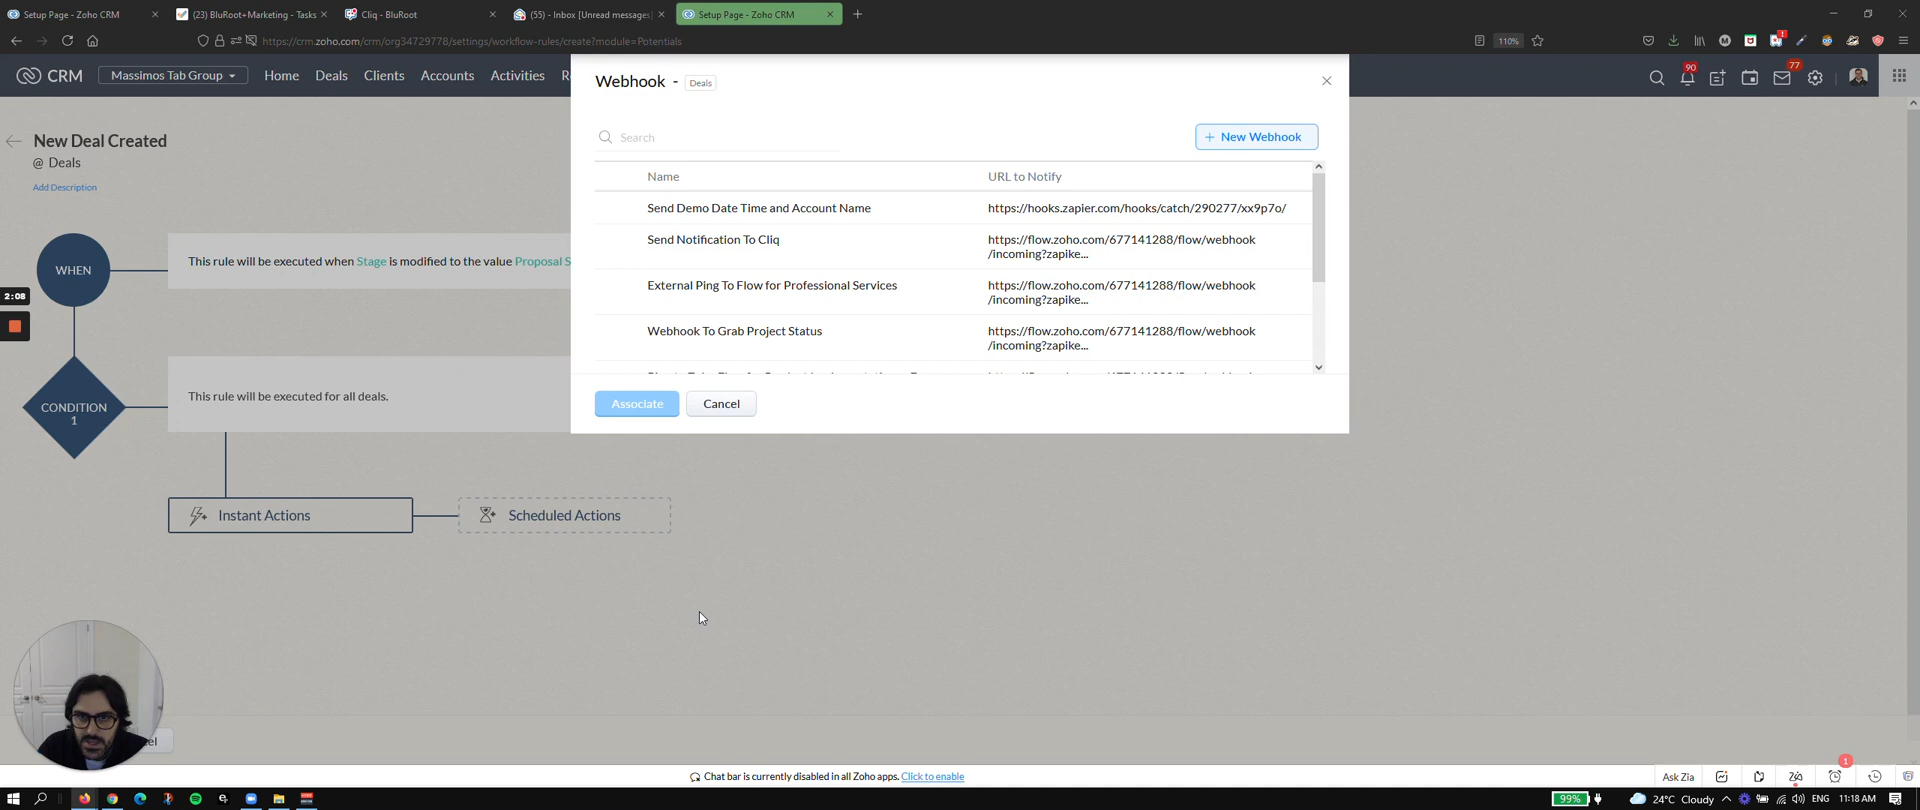 Setup Page - Zoho CRM
(23) BluRoot+Marketing - Tasks
Cliq - BluRoot
(55) - Inbox [Unread messages]
Setup Page - Zoho CRM
https://crm.zoho.com/crm/org34729778/settings/workflow-rules/create?module=Potentials
110%
1
CRM
Massimos Tab Group
Home
Deals
Clients
Accounts
Activities
R
90
77
Webhook - Deals
Search
+ New Webhook
Name
URL to Notify
Send Demo Date Time and Account Name
https://hooks.zapier.com/hooks/catch/290277/xx9p7o/
Send Notification To Cliq
https://flow.zoho.com/677141288/flow/webhook
/incoming?zapike...
External Ping To Flow for Professional Services
https://flow.zoho.com/677141288/flow/webhook
/incoming?zapike...
Webhook To Grab Project Status
https://flow.zoho.com/677141288/flow/webhook
/incoming?zapike...
Associate
Cancel
New Deal Created
@ Deals
Add Description
WHEN
This rule will be executed when Stage is modified to the value Proposal S
2:08
CONDITION
1
This rule will be executed for all deals.
Instant Actions
Scheduled Actions
Chat bar is currently disabled in all Zoho apps. Click to enable
Ask Zia
1
99%
24°C Cloudy
ENG
11:18 AM